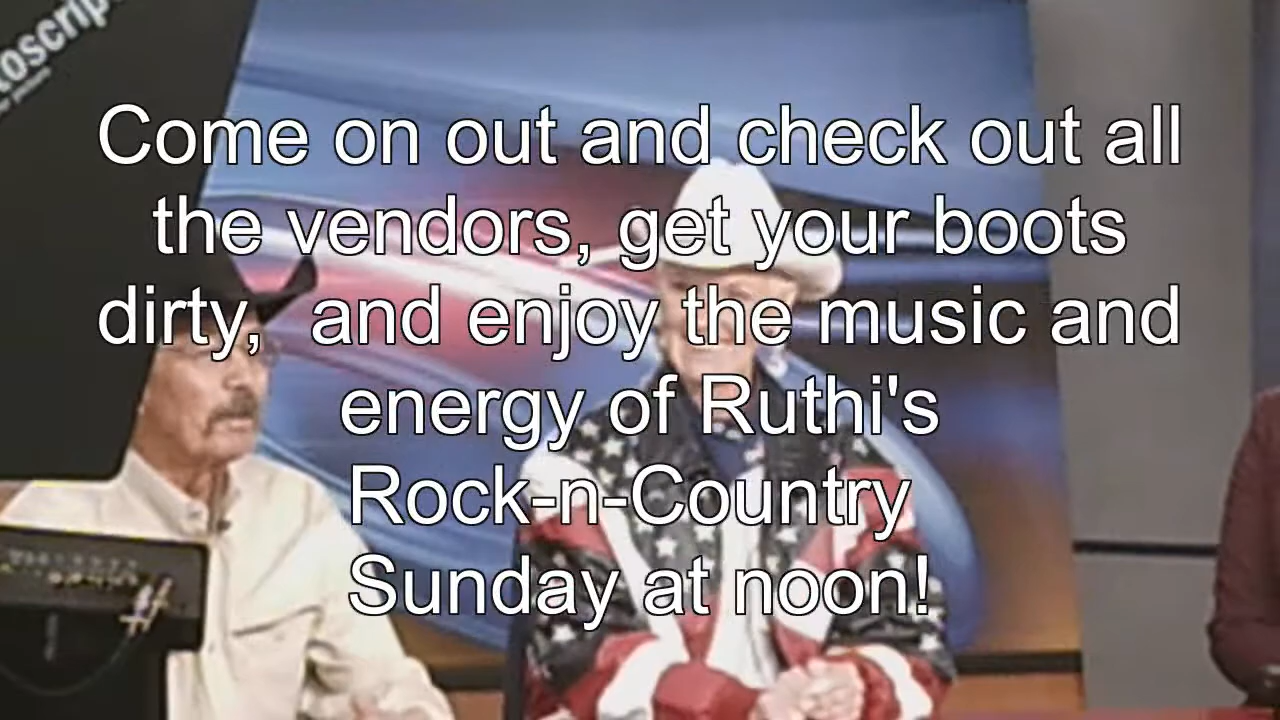 Come on out and check out all
the vendors, get your boots
dirty,  and enjoy the music and
energy of Ruthi's
Rock-n-Country
Sunday at noon!